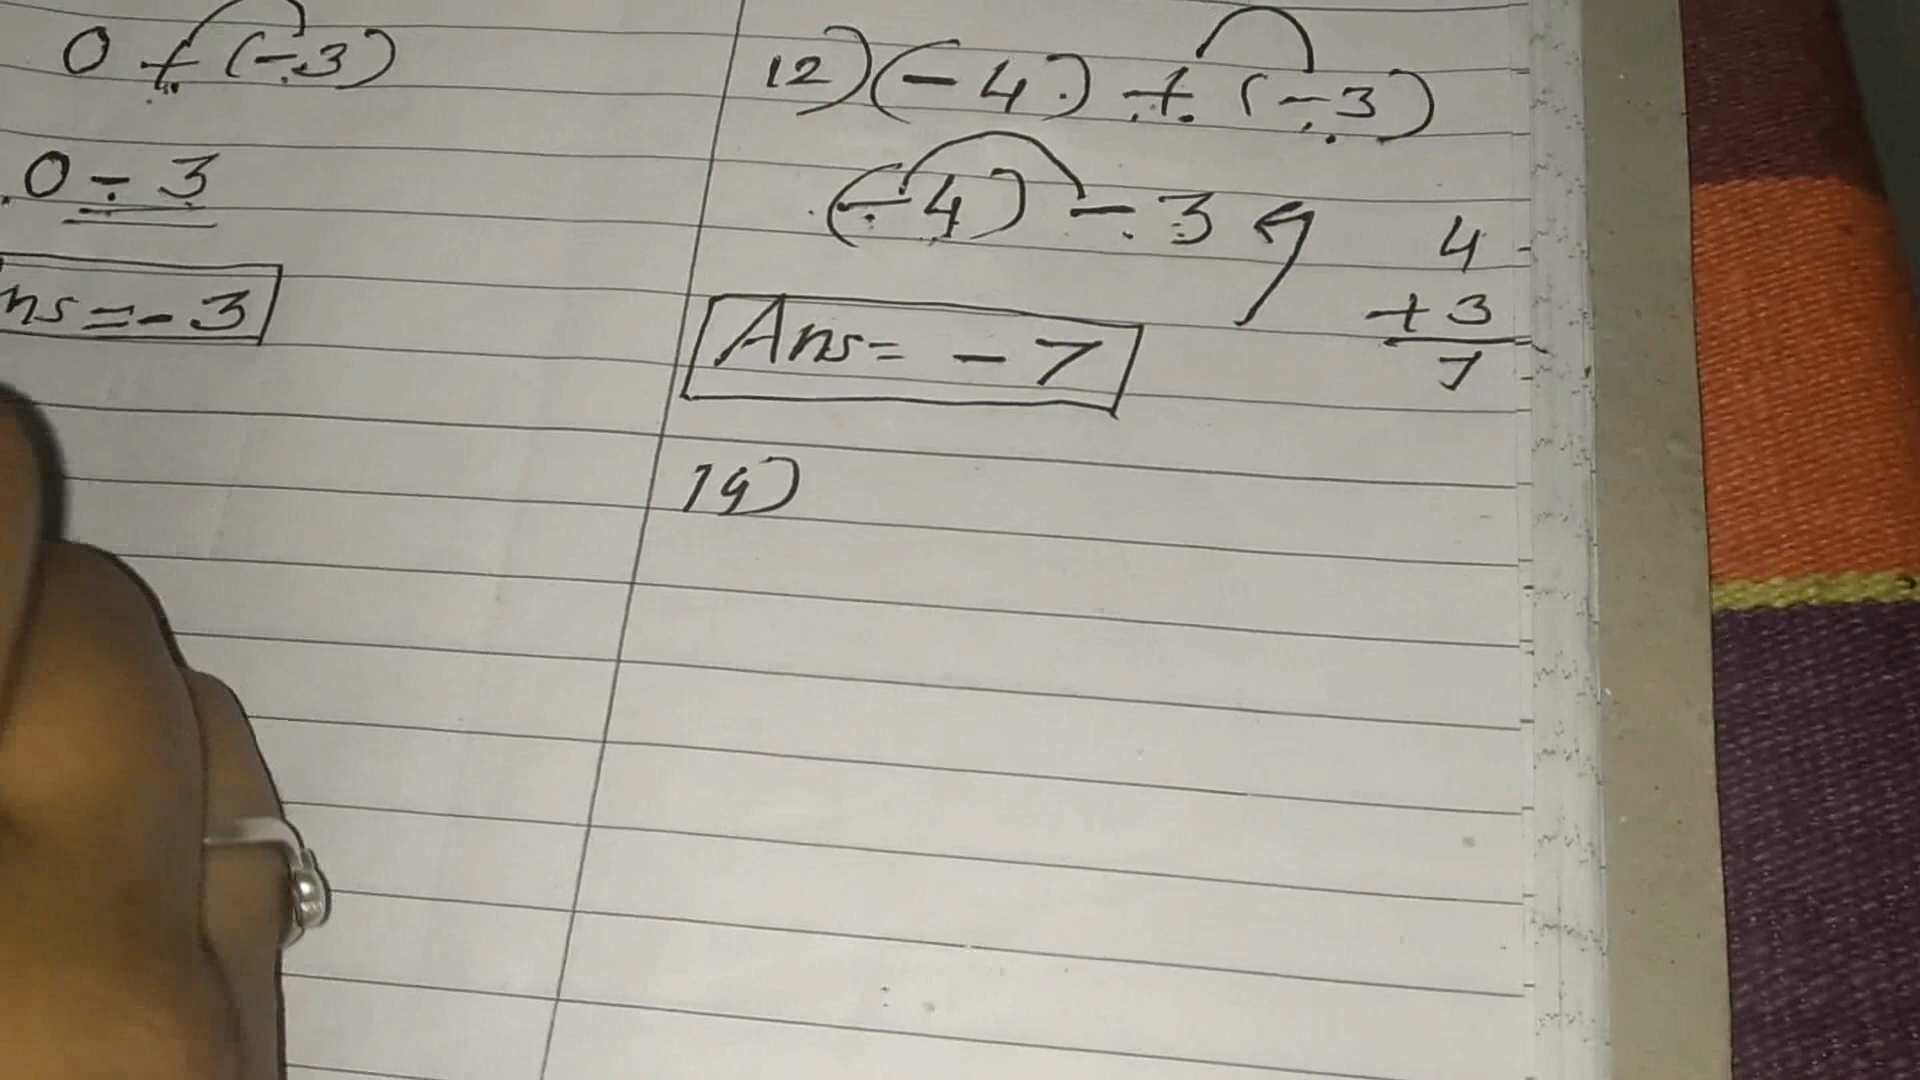 0 + (-3)
0 - 3
ns = - 3
12) (-4) + (-3)
(-4) - 3
Ans = - 7
4
+ 3
7
14)